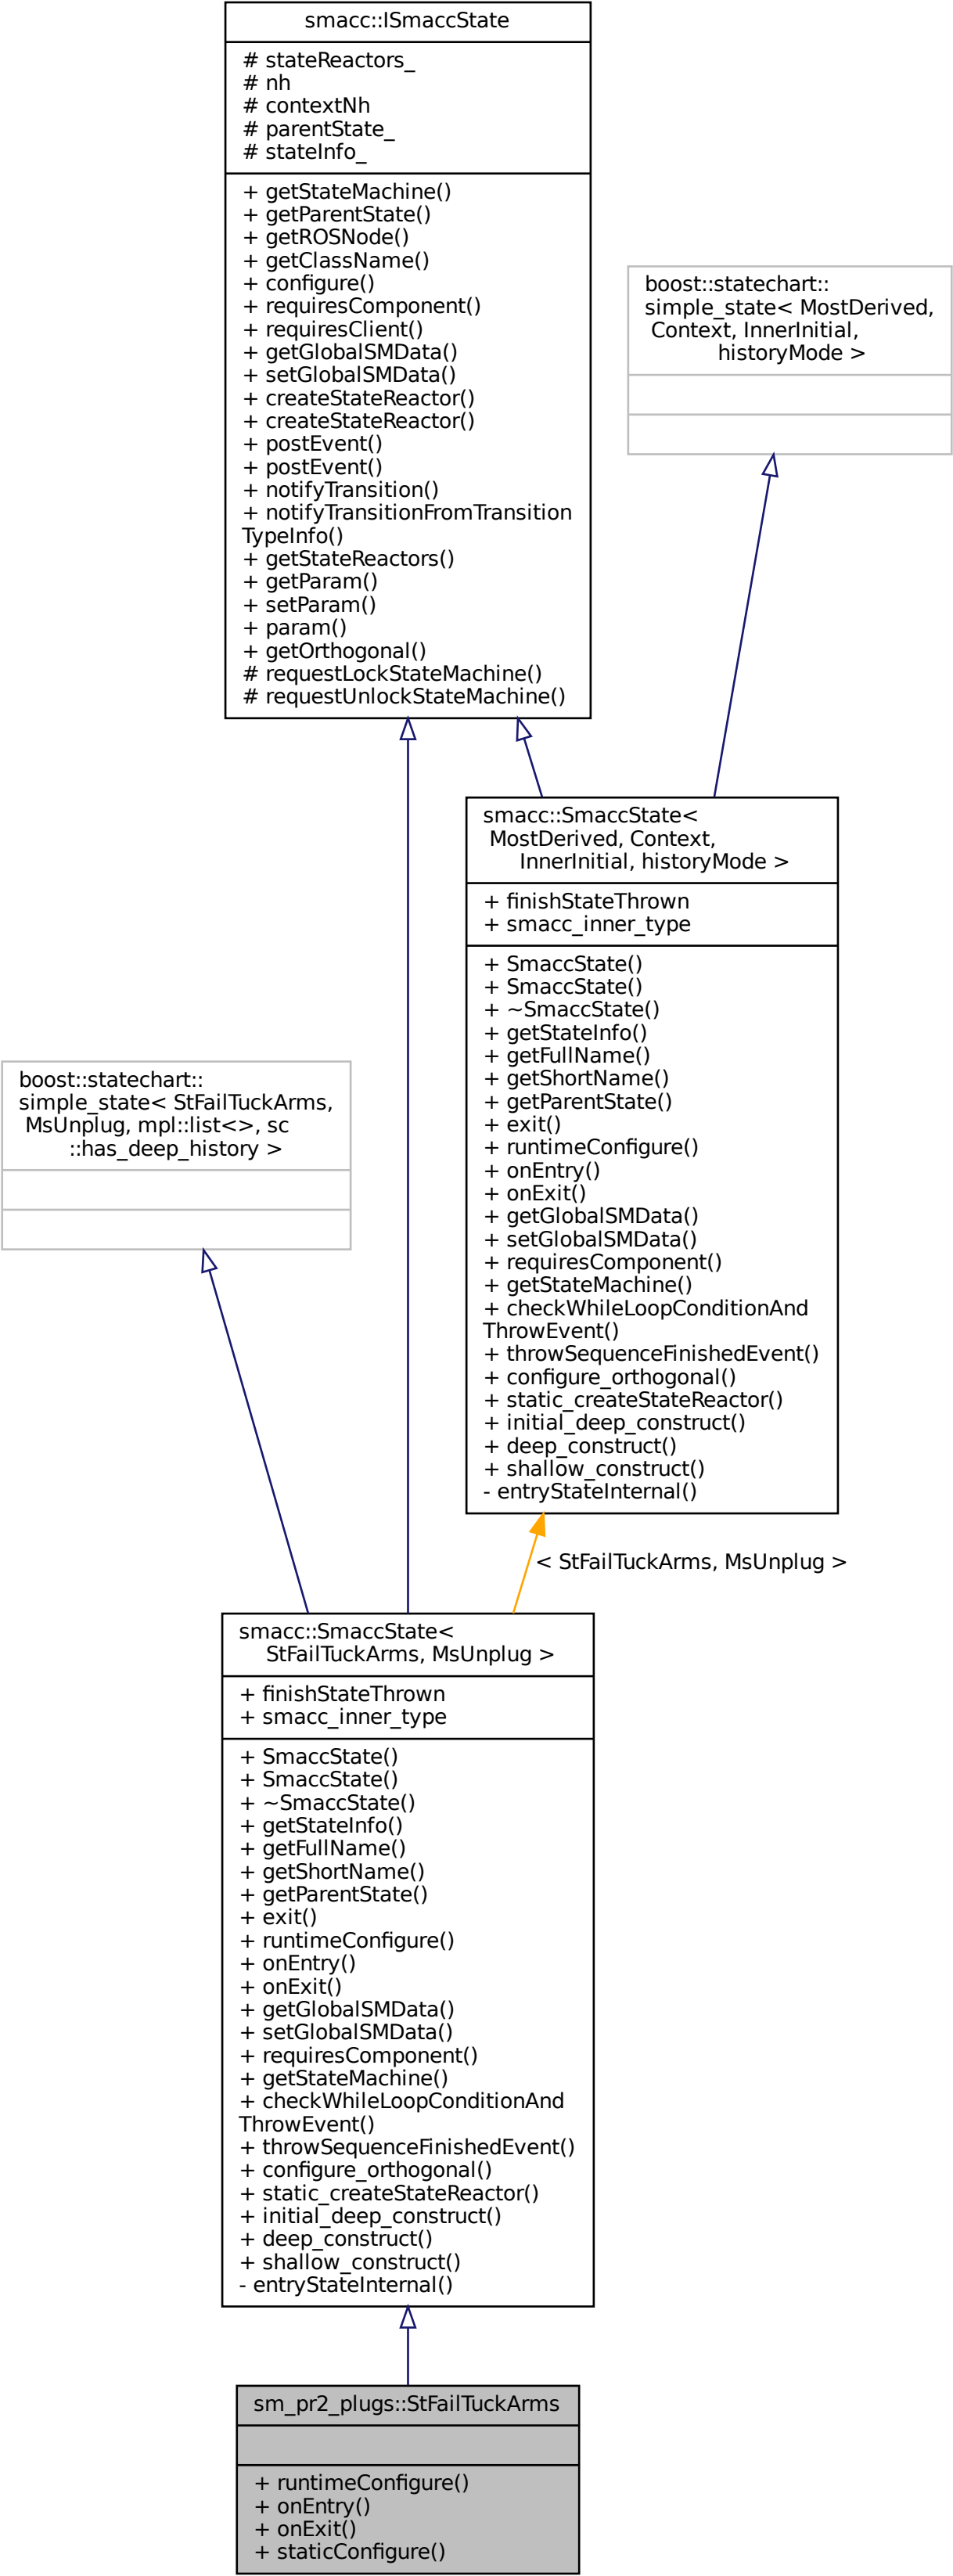 smacc::ISmaccState
# stateReactors_
# nh
# contextNh
# parentState_
# stateInfo_
+ getStateMachine()
+ getParentState()
+ getROSNode()
+ getClassName()
+ configure()
+ requiresComponent()
+ requiresClient()
+ getGlobalSMData()
+ setGlobalSMData()
+ createStateReactor()
+ createStateReactor()
+ postEvent()
+ postEvent()
+ notifyTransition()
+ notifyTransitionFromTransition
TypeInfo()
+ getStateReactors()
+ getParam()
+ setParam()
+ param()
+ getOrthogonal()
# requestLockStateMachine()
# requestUnlockStateMachine()
boost::statechart::
simple_state< MostDerived,
Context, InnerInitial,
historyMode >
smacc::SmaccState<
MostDerived, Context,
InnerInitial, historyMode >
+ finishStateThrown
+ smacc_inner_type
+ SmaccState()
+ SmaccState()
+ ~SmaccState()
+ getStateInfo()
+ getFullName()
+ getShortName()
+ getParentState()
+ exit()
+ runtimeConfigure()
+ onEntry()
+ onExit()
+ getGlobalSMData()
+ setGlobalSMData()
+ requiresComponent()
+ getStateMachine()
+ checkWhileLoopConditionAnd
ThrowEvent()
+ throwSequenceFinishedEvent()
+ configure_orthogonal()
+ static_createStateReactor()
+ initial_deep_construct()
+ deep_construct()
+ shallow_construct()
- entryStateInternal()
boost::statechart::
simple_state< StFailTuckArms,
MsUnplug, mpl::list<>, sc
::has_deep_history >
< StFailTuckArms, MsUnplug >
smacc::SmaccState<
StFailTuckArms, MsUnplug >
+ finishStateThrown
+ smacc_inner_type
+ SmaccState()
+ SmaccState()
+ ~SmaccState()
+ getStateInfo()
+ getFullName()
+ getShortName()
+ getParentState()
+ exit()
+ runtimeConfigure()
+ onEntry()
+ onExit()
+ getGlobalSMData()
+ setGlobalSMData()
+ requiresComponent()
+ getStateMachine()
+ checkWhileLoopConditionAnd
ThrowEvent()
+ throwSequenceFinishedEvent()
+ configure_orthogonal()
+ static_createStateReactor()
+ initial_deep_construct()
+ deep_construct()
+ shallow_construct()
- entryStateInternal()
sm_pr2_plugs::StFailTuckArms
+ runtimeConfigure()
+ onEntry()
+ onExit()
+ staticConfigure()